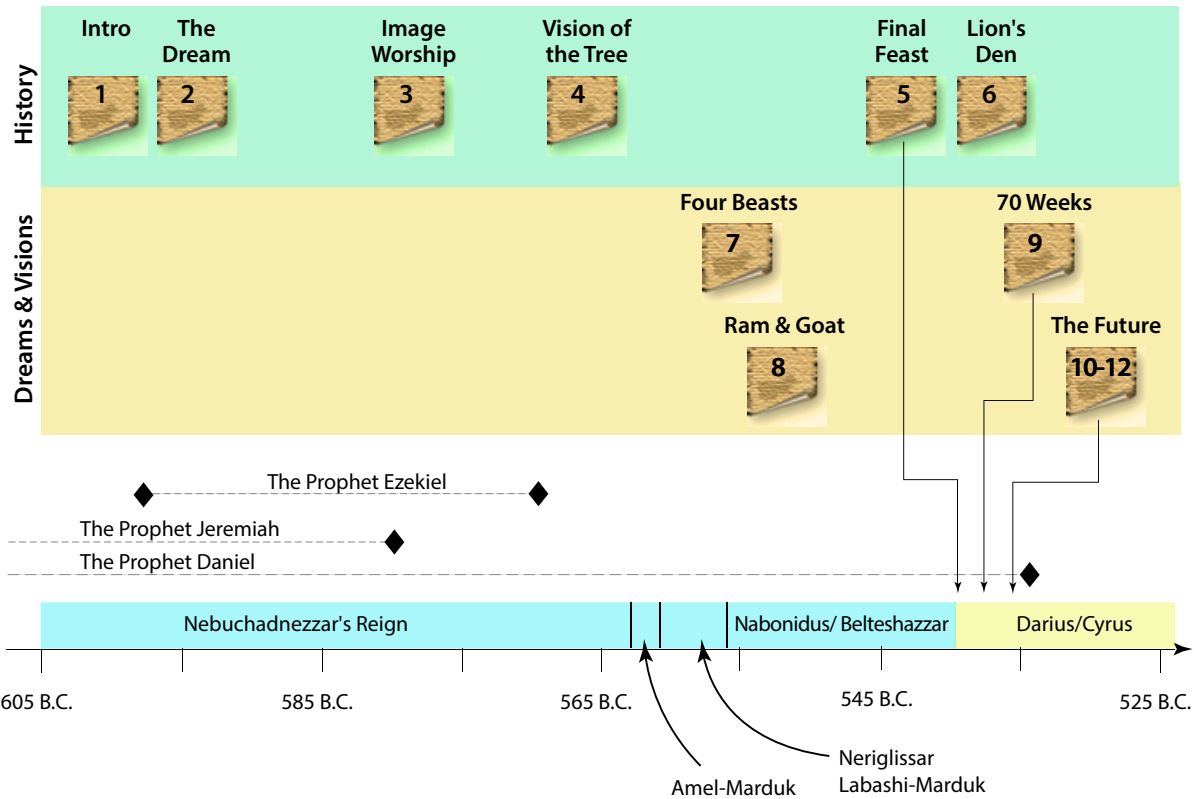 History
Intro
The
Dream
Image
Worship
Vision of
the Tree
Final
Feast
Lion's
Den
1
2
3
4
5
6
Dreams & Visions
Four Beasts
70 Weeks
7
9
Ram & Goat
The Future
8
10-12
The Prophet Ezekiel
The Prophet Jeremiah
The Prophet Daniel
Nebuchadnezzar's Reign
Nabonidus/ Belteshazzar
Darius/Cyrus
605 B.C.
585 B.C.
565 B.C.
545 B.C.
525 B.C.
Amel-Marduk
Neriglissar
Labashi-Marduk